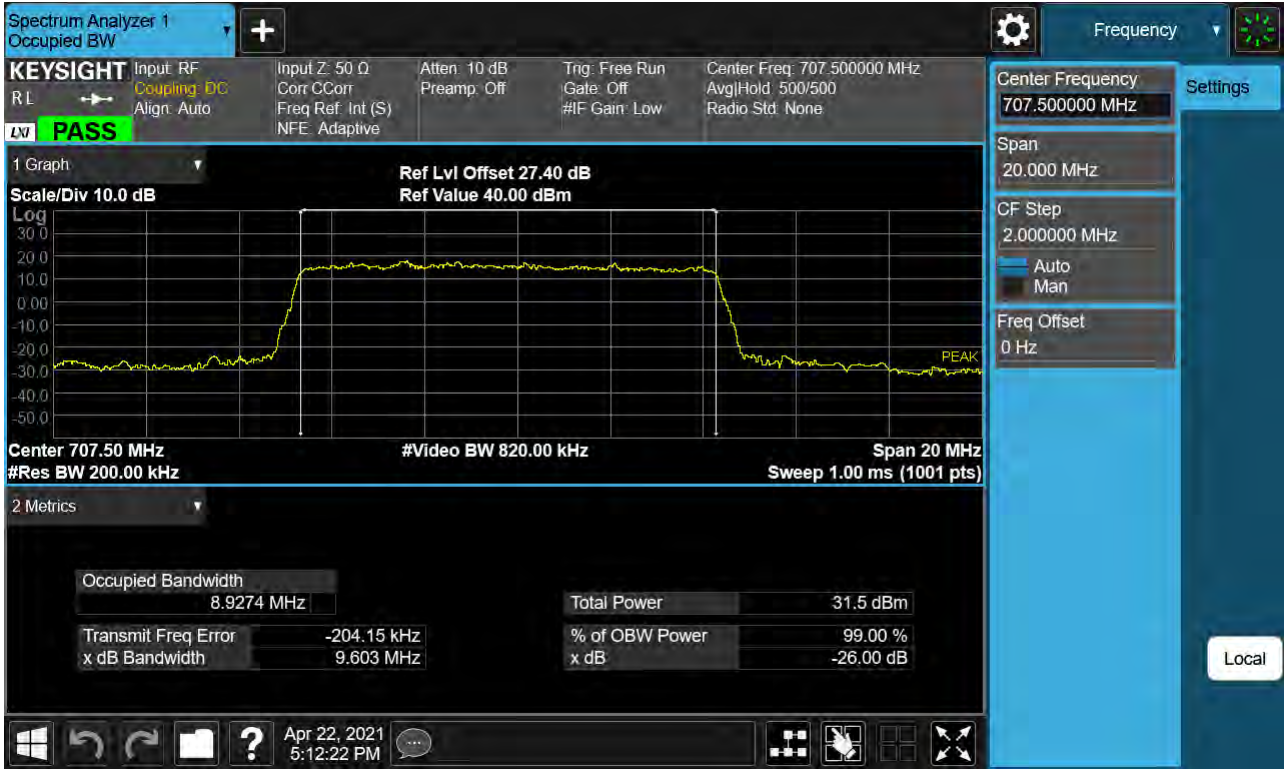 Spectrum Analyzer 1
Occupied BW
Frequency
KEYSIGHT
R L
LXI PASS
Input: RF
Coupling: DC
Align: Auto
Input Z: 50 Ω
Corr CCorr
Freq Ref: Int (S)
NFE: Adaptive
Atten: 10 dB
Preamp: Off
Trig: Free Run
Gate: Off
#IF Gain: Low
Center Freq: 707.500000 MHz
Avg|Hold: 500/500
Radio Std: None
Center Frequency
707.500000 MHz
Settings
Span
20.000 MHz
CF Step
2.000000 MHz
Auto
Man
Freq Offset
0 Hz
1 Graph
Scale/Div 10.0 dB
Ref Lvl Offset 27.40 dB
Ref Value 40.00 dBm
Log
30.0
20.0
10.0
0.00
-10.0
-20.0
-30.0
-40.0
-50.0
PEAK
Center 707.50 MHz
#Video BW 820.00 kHz
Span 20 MHz
#Res BW 200.00 kHz
Sweep 1.00 ms (1001 pts)
2 Metrics
Occupied Bandwidth
8.9274 MHz
Total Power 31.5 dBm
Transmit Freq Error -204.15 kHz
% of OBW Power 99.00 %
x dB Bandwidth 9.603 MHz
x dB -26.00 dB
Local
?
Apr 22, 2021
5:12:22 PM